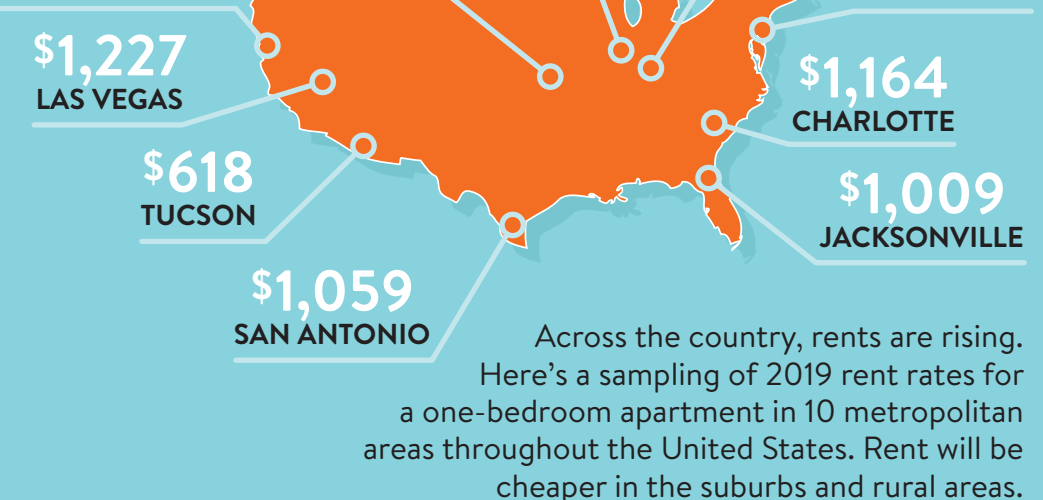 $1,227
LAS VEGAS
$1,164
CHARLOTTE
$618
TUCSON
$1,009
JACKSONVILLE
$1,059
SAN ANTONIO
Across the country, rents are rising.
Here’s a sampling of 2019 rent rates for
a one-bedroom apartment in 10 metropolitan
areas throughout the United States. Rent will be
cheaper in the suburbs and rural areas.